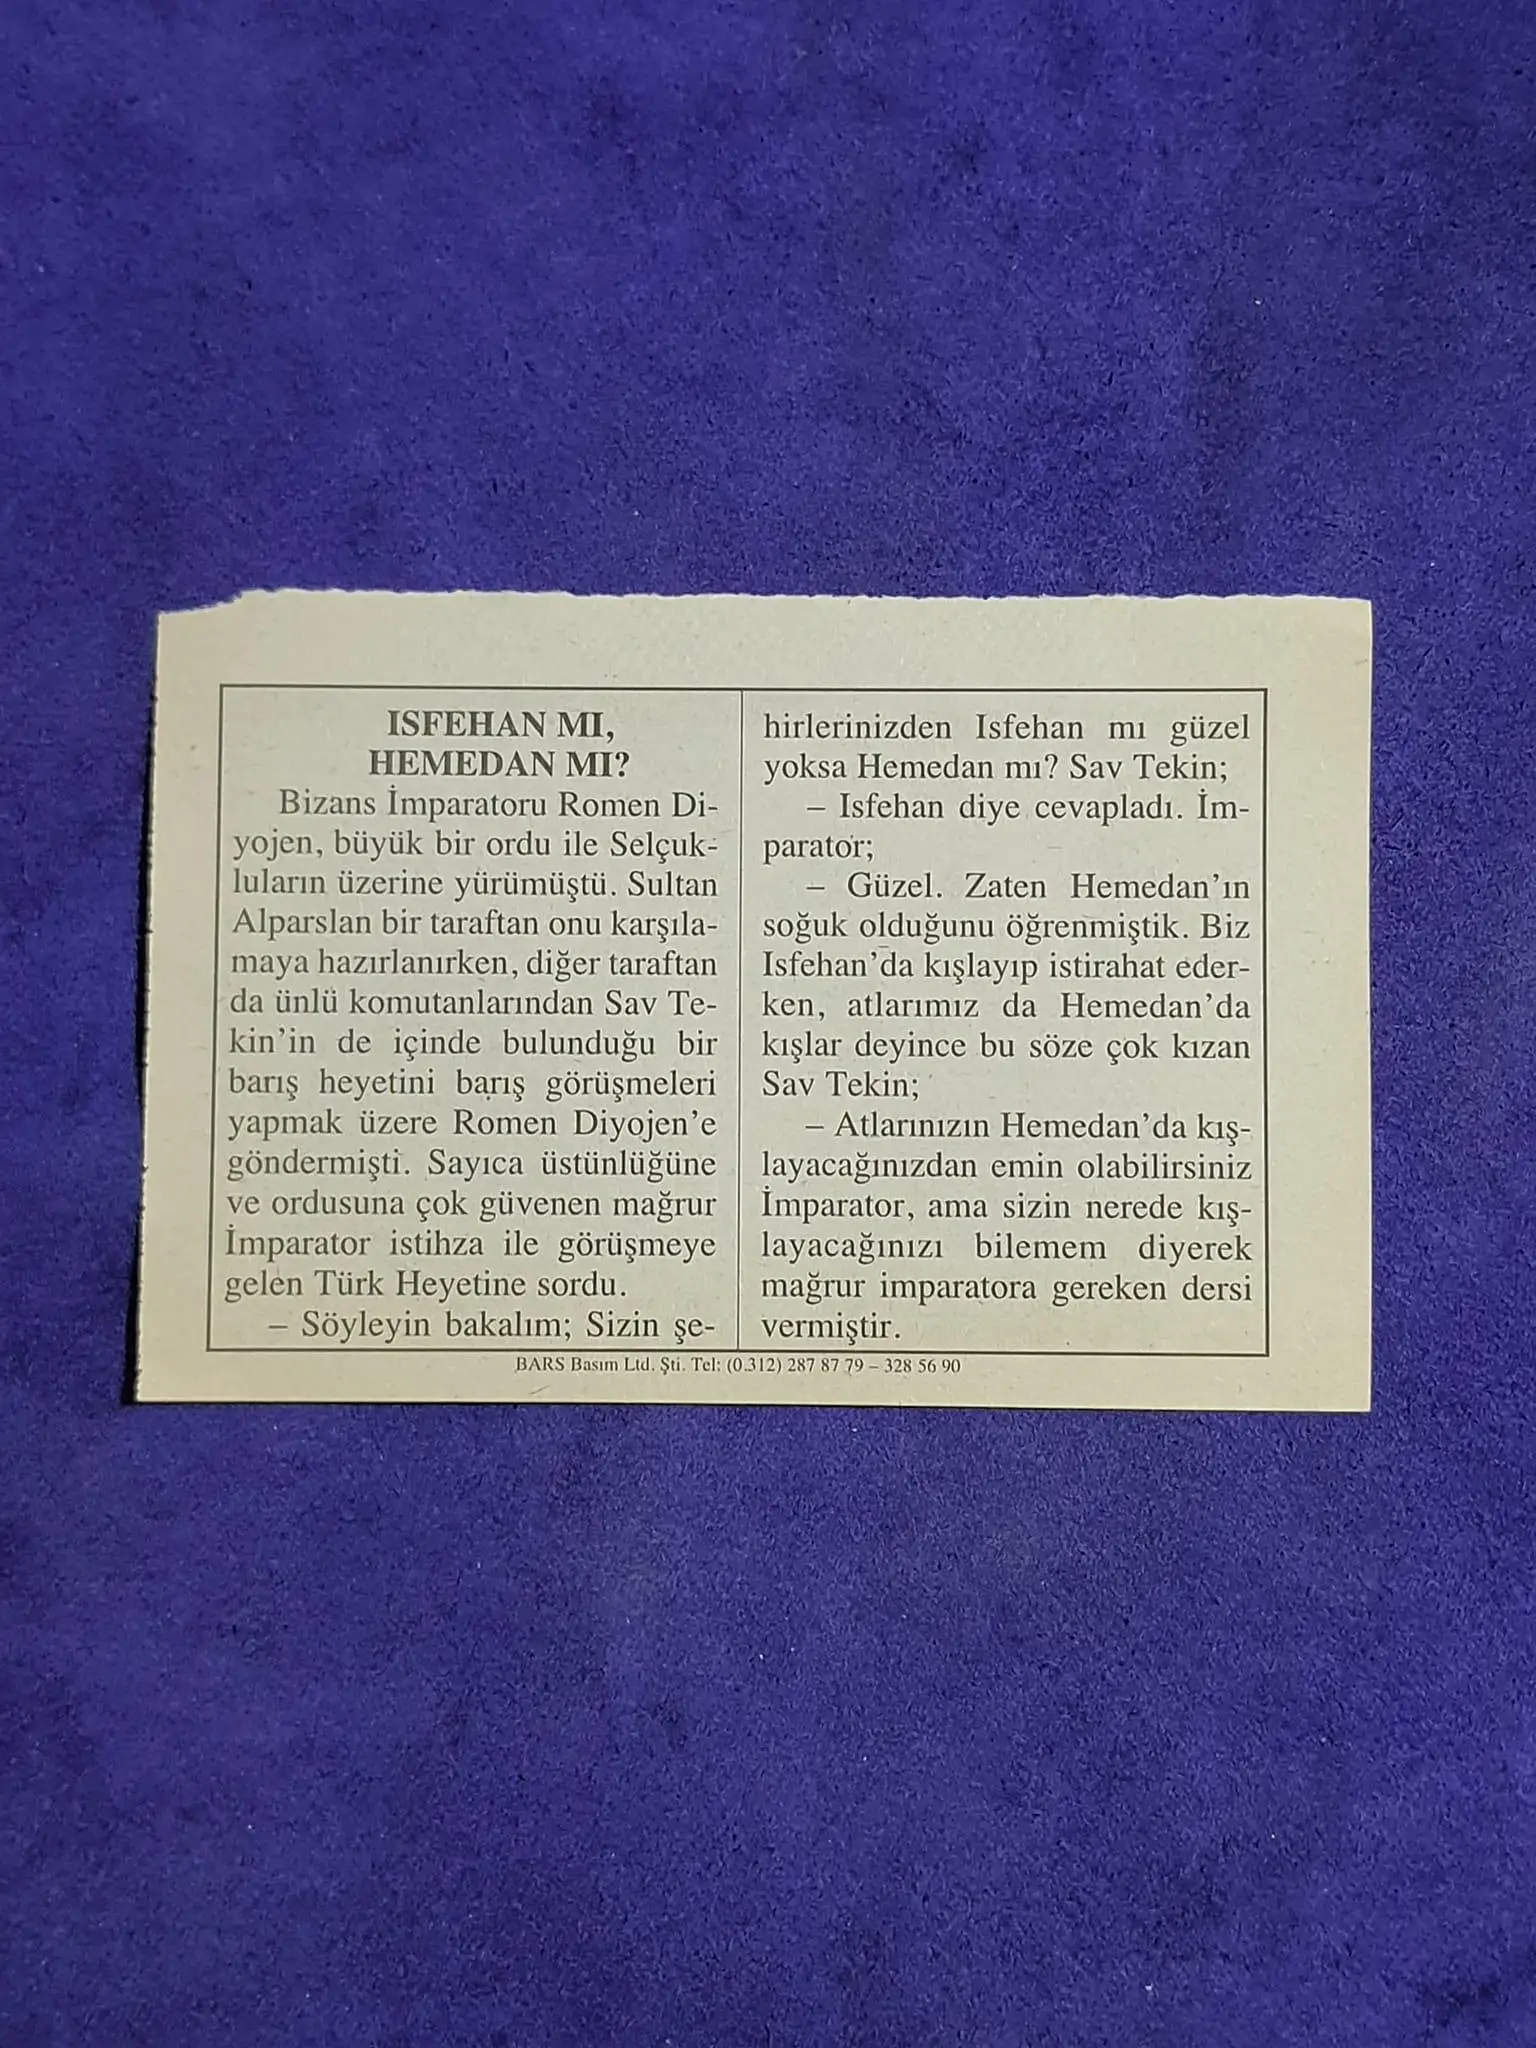 ISFEHAN MI,
HEMEDAN MI?
Bizans İmparatoru Romen Di-
yojen, büyük bir ordu ile Selçuk-
luların üzerine yürümüştü. Sultan
Alparslan bir taraftan onu karşıla-
maya hazırlanırken, diğer taraftan
da ünlü komutanlarından Sav Te-
kin'in de içinde bulunduğu bir
barış heyetini barış görüşmeleri
yapmak üzere Romen Diyojen'e
göndermişti. Sayıca üstünlüğüne
ve ordusuna çok güvenen mağrur
İmparator istihza ile görüşmeye
gelen Türk Heyetine sordu.
– Söyleyin bakalım; Sizin şe-
hirlerinizden Isfehan mı güzel
yoksa Hemedan mı? Sav Tekin;
– Isfehan diye cevapladı. İm-
parator;
– Güzel. Zaten Hemedan'ın
soğuk olduğunu öğrenmiştik. Biz
Isfehan'da kışlayıp istirahat eder-
ken, atlarımız da Hemedan'da
kışlar deyince bu söze çok kızan
Sav Tekin;
– Atlarınızın Hemedan'da kış-
layacağınızdan emin olabilirsiniz
İmparator, ama sizin nerede kış-
layacağınızı bilemem diyerek
mağrur imparatora gereken dersi
vermiştir.
BARS Basım Ltd. Şti. Tel: (0.312) 287 87 79 – 328 56 90